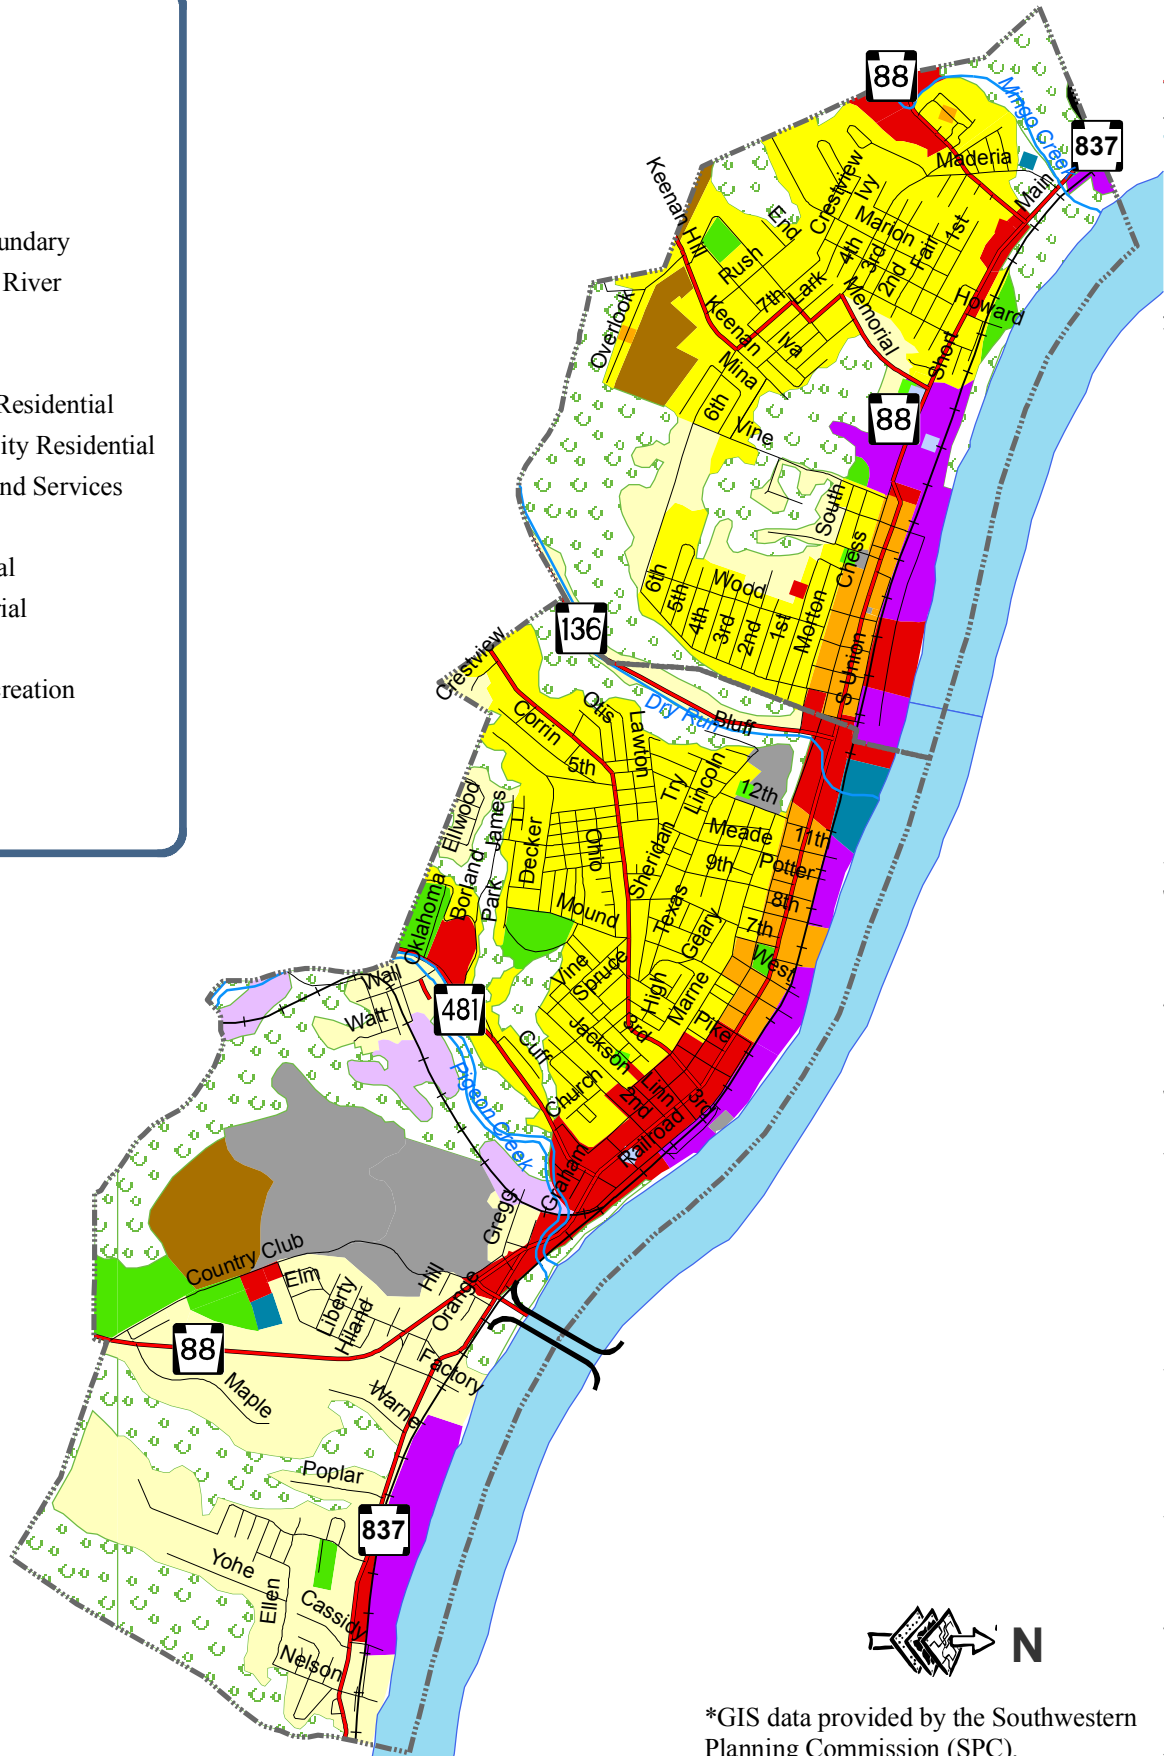 undary
River
Residential
ity Residential
nd Services
al
ial
creation
88
Mingo Creek
837
Maderia
Main
Keenan Hill
Crestview
Ivy
End
Marion
1st
Fair
4th
3rd
2nd
Rush
7th
Lark
Memorial
Howard
Overlook
Keenan
Iva
Short
Mina
6th
88
Vine
South
Chess
6th
5th
Wood
4th
3rd
2nd
1st
Morton
136
S Union
Crestview
Otis
Dry Run
Bluff
Corrin
Lawton
5th
Try
Lincoln
12th
Ellwood
James
Decker
Ohio
Sheridan
Meade
11th
9th
Potter
Oklahoma
Borland
Park
Mound
Texas
8th
Geary
7th
West
Vine
Spruce
High
Marne
Wall
Watt
481
Cuff
Jackson
3rd
Pike
Pigeon Creek
Church
Linn
2nd
3rd
Railroad
Graham
Gregg
Country Club
Elm
Hill
Liberty
Hiland
Orange
88
Factory
Maple
Warne
Poplar
837
Yohe
Ellen
Cassidy
Nelson
N
*GIS data provided by the Southwestern
Planning Commission (SPC).